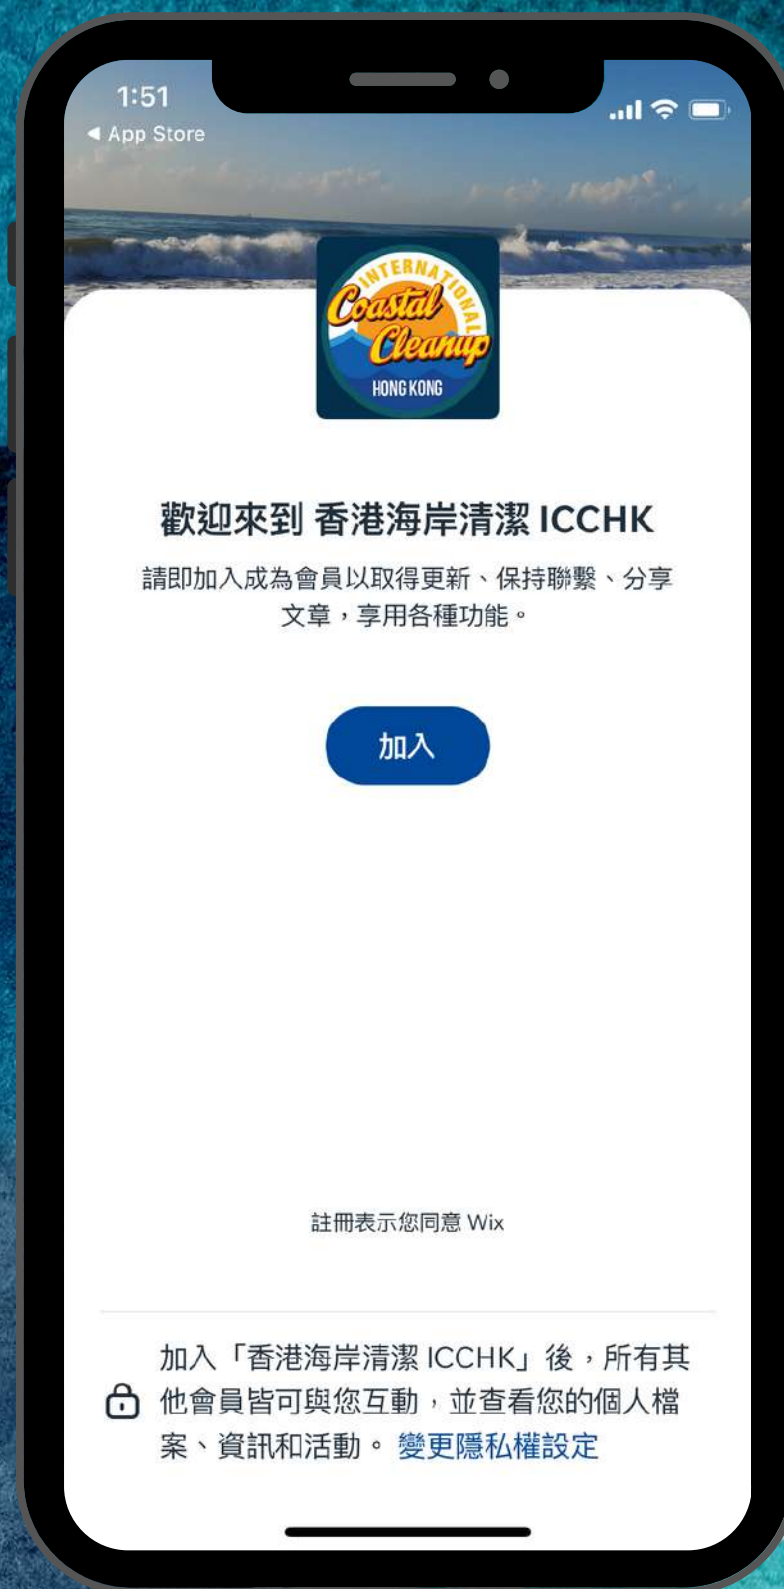 1:51
◀ App Store
INTERNATIONAL
Coastal
Cleanup
HONG KONG
歡迎來到 香港海岸清潔 ICCHK
請即加入成為會員以取得更新、保持聯繫、分享
文章，享用各種功能。
加入
註冊表示您同意 Wix
加入「香港海岸清潔 ICCHK」後，所有其
他會員皆可與您互動，並查看您的個人檔
案、資訊和活動。 變更隱私權設定